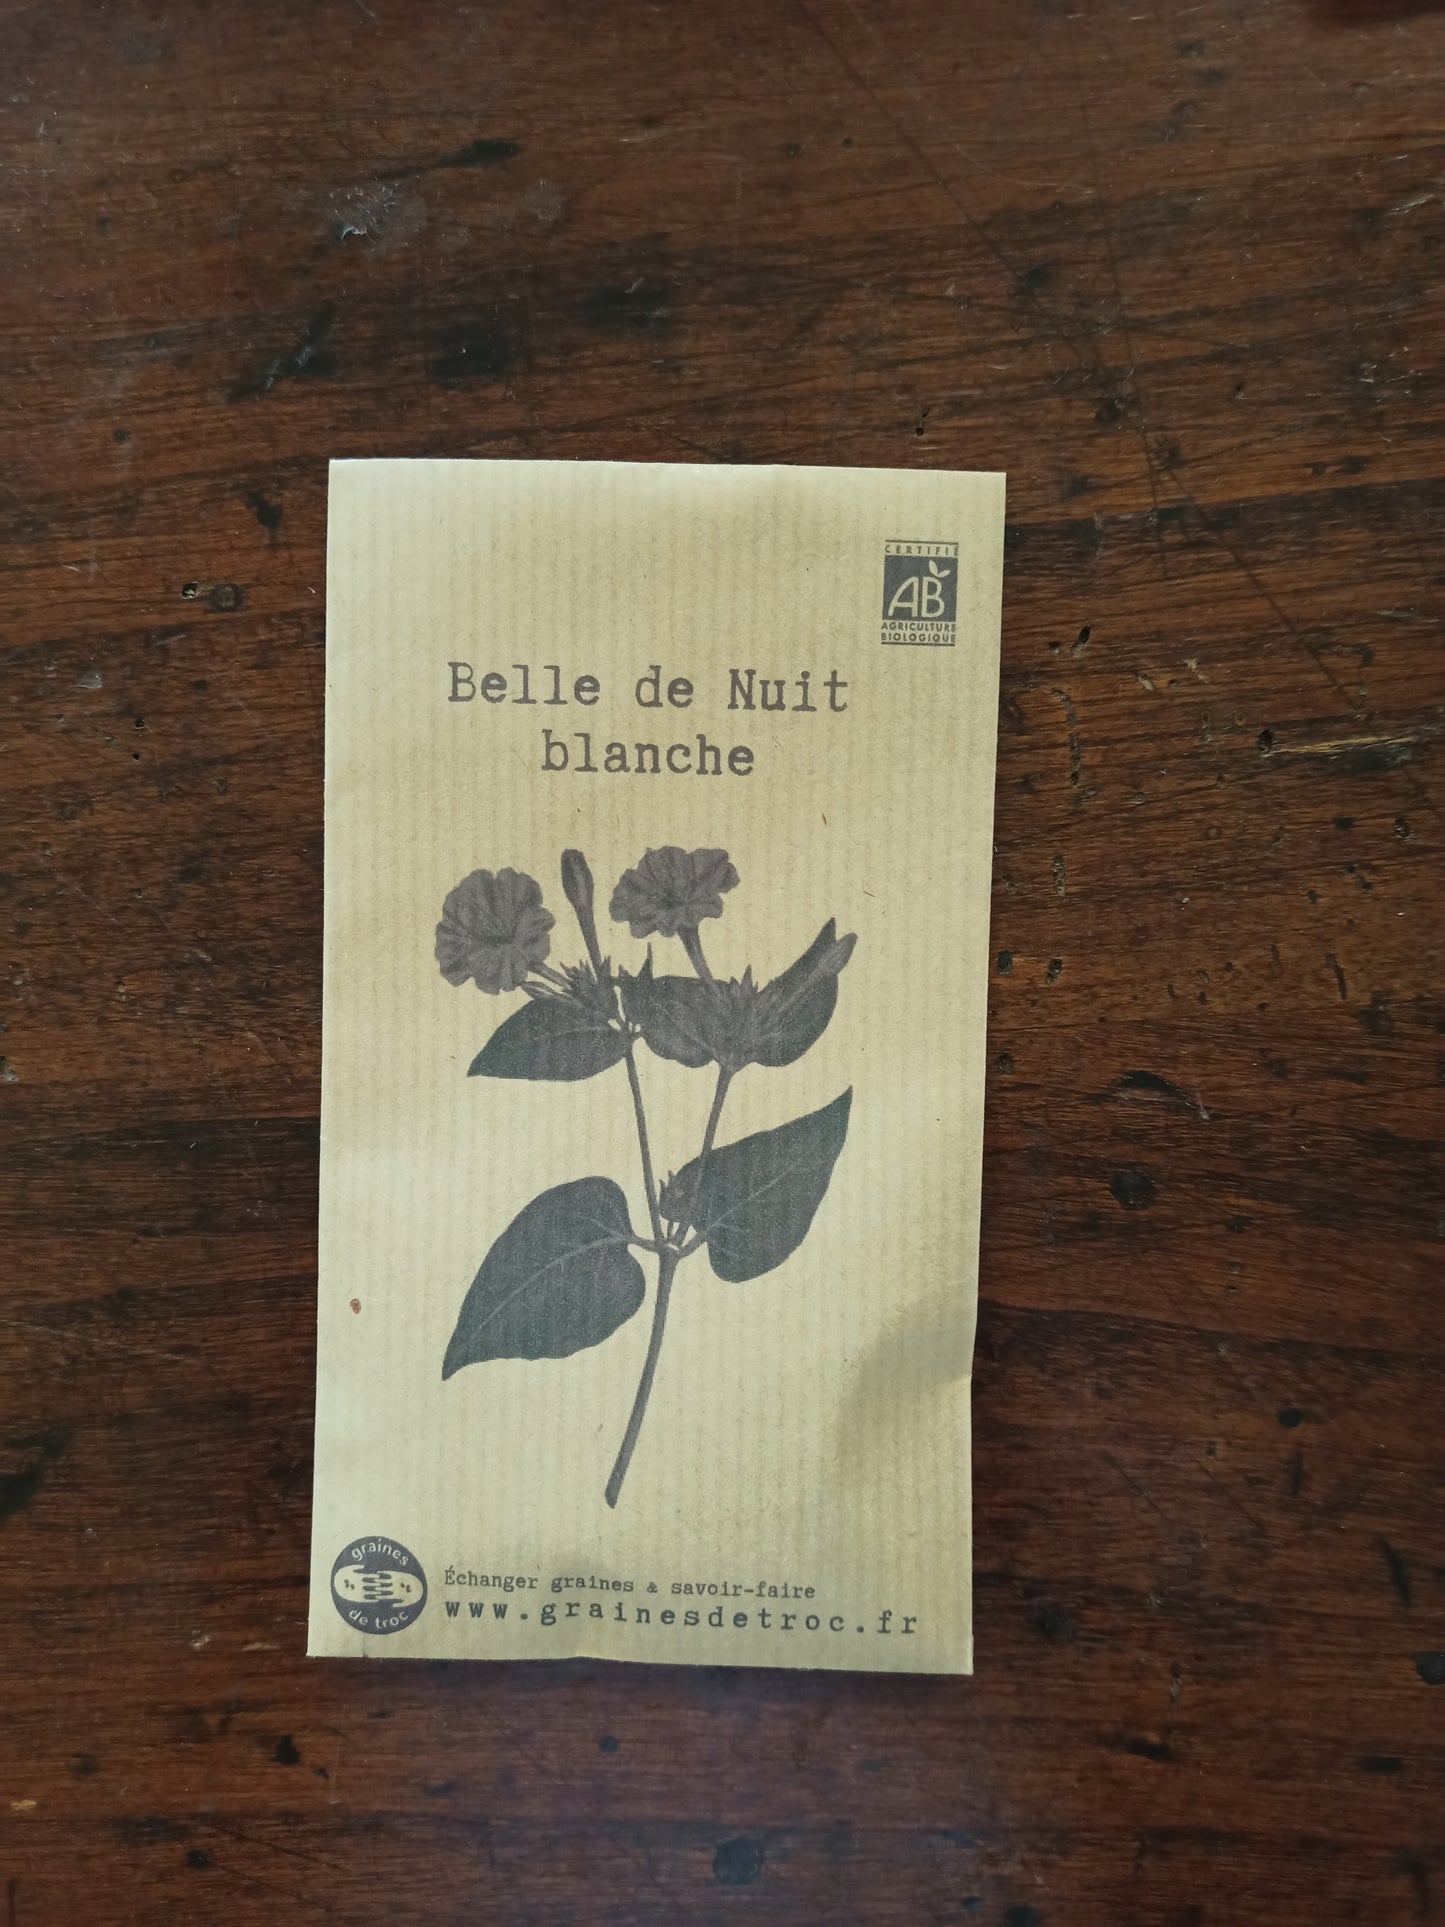 CERTIFIÉ
AB
AGRICULTURE
BIOLOGIQUE
Belle de Nuit
blanche
graines
de troc
Échanger graines & savoir-faire
www.grainesdetroc.fr